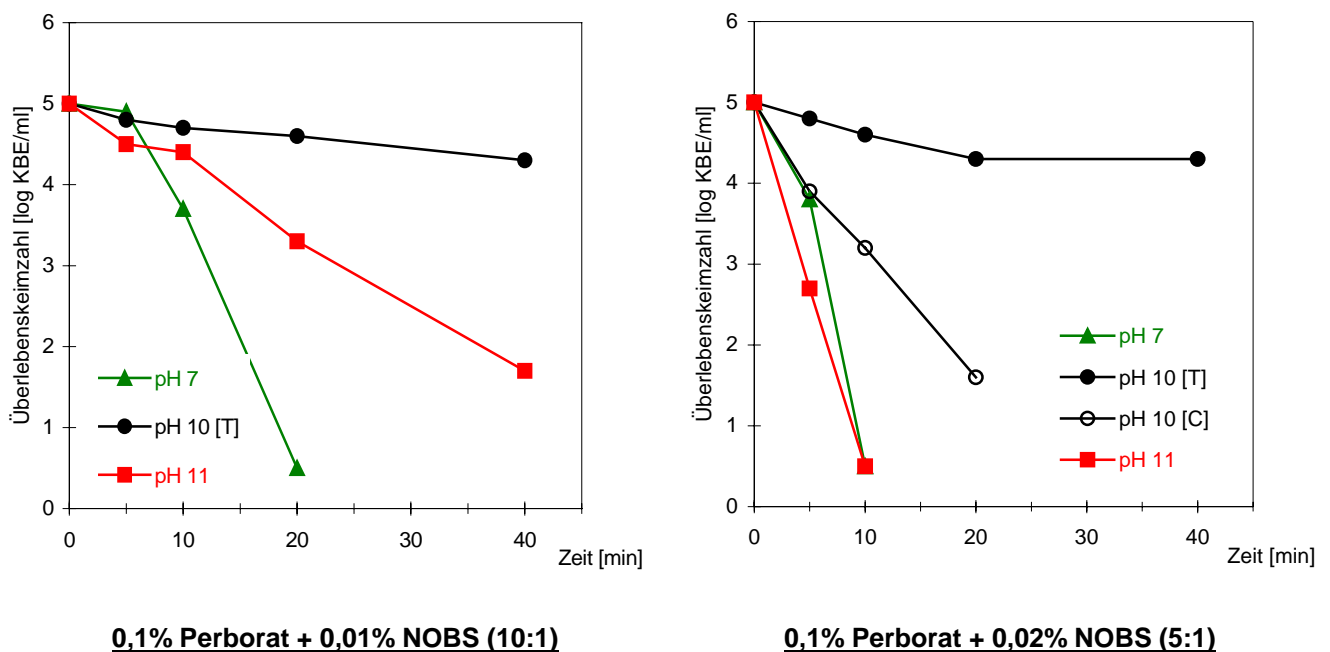 Überlebenskeimzahl [log KBE/ml]
6
5
4
3
2
1
0
pH 7
pH 10 [T]
pH 11
0 10 20 30 40
Zeit [min]
0,1% Perborat + 0,01% NOBS (10:1)
Überlebenskeimzahl [log KBE/ml]
6
5
4
3
2
1
0
pH 7
pH 10 [T]
pH 10 [C]
pH 11
0 10 20 30 40
Zeit [min]
0,1% Perborat + 0,02% NOBS (5:1)